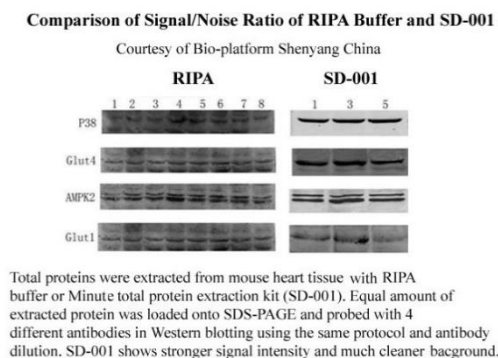 Comparison of Signal/Noise Ratio of RIPA Buffer and SD-001
Courtesy of Bio-platform Shenyang China
RIPA
SD-001
1 2 3 4 5 6 7 8
1 3 5
P38
Glut4
AMPK2
Glut1
Total proteins were extracted from mouse heart tissue with RIPA
buffer or Minute total protein extraction kit (SD-001). Equal amount of
extracted protein was loaded onto SDS-PAGE and probed with 4
different antibodies in Western blotting using the same protocol and antibody
dilution. SD-001 shows stronger signal intensity and much cleaner bacground.